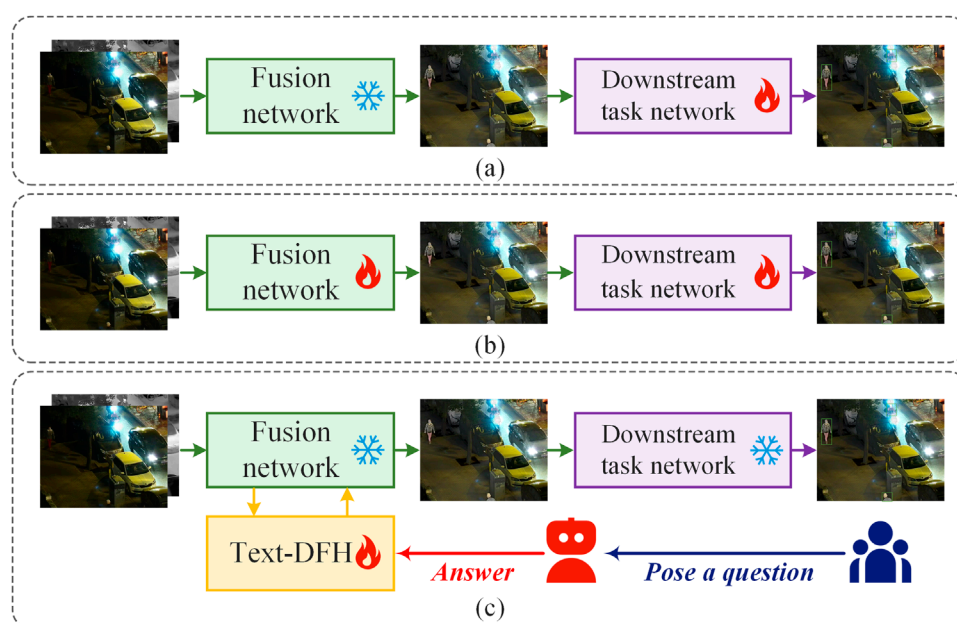 Fusion
network
Downstream
task network
(a)
Fusion
network
Downstream
task network
(b)
Fusion
network
Downstream
task network
Text-DFH
Answer
Pose a question
(c)